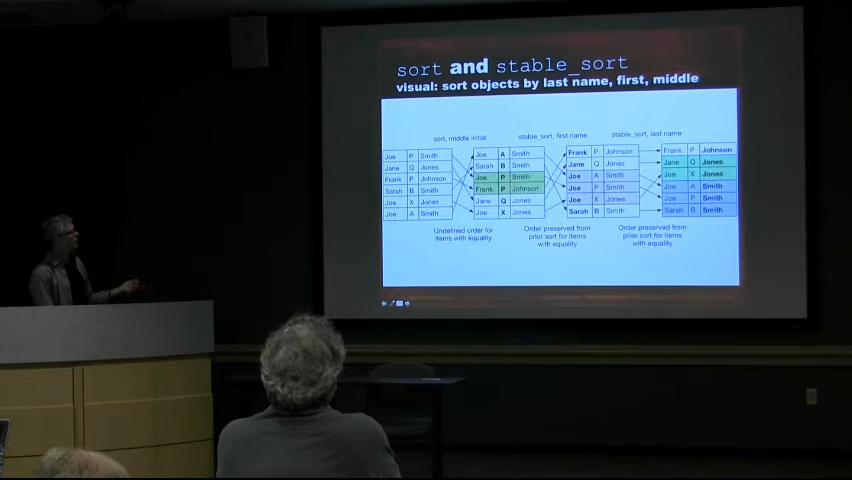 sort and stable_sort
visual: sort objects by last name, first, middle
sort, middle initial
stable_sort, first name
stable_sort, last name
Joe P Smith
Jane Q Jones
Frank P Johnson
Sarah B Smith
Joe X Jones
Joe A Smith
Joe A Smith
Sarah B Smith
Joe P Smith
Frank P Johnson
Jane Q Jones
Joe X Jones
Frank P Johnson
Jane Q Jones
Joe A Smith
Joe P Smith
Joe X Jones
Sarah B Smith
Frank P Johnson
Jane Q Jones
Joe X Jones
Joe A Smith
Joe P Smith
Sarah B Smith
Undefined order for
items with equality
Order preserved from
prior sort for items
with equality
Order preserved from
prior sort for items
with equality